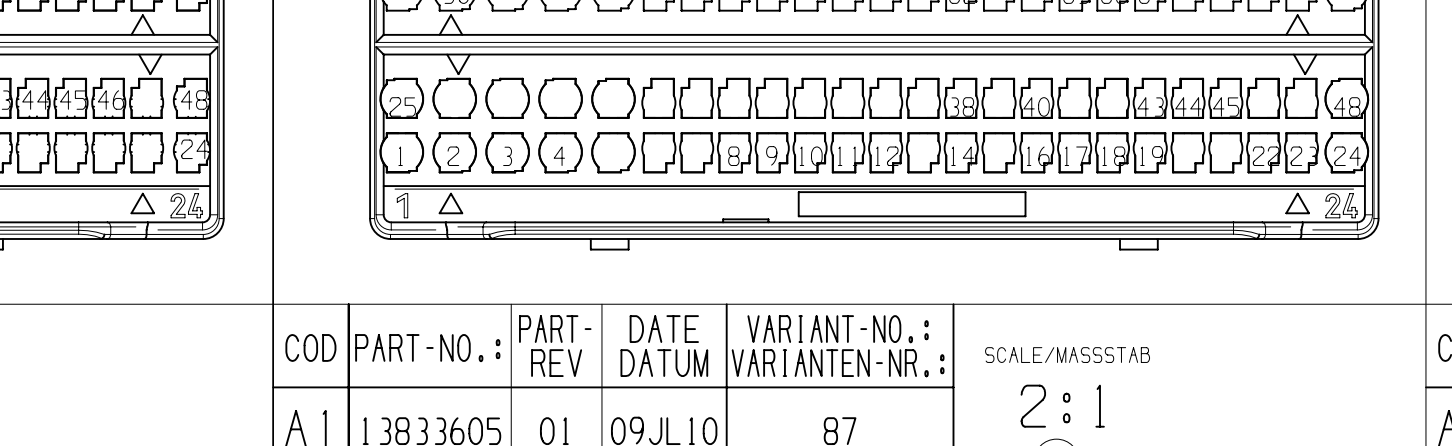 44 45 46 48
24
24
25 38 40 43 44 45 48
1 2 3 4 8 9 10 11 12 14 16 17 18 19 22 23 24
1 24
COD PART-NO.: PART-REV DATE DATUM VARIANT-NO.: VARIANTEN-NR.:
SCALE/MASSSTAB
2:1
A1 13833605 01 09JL10 87